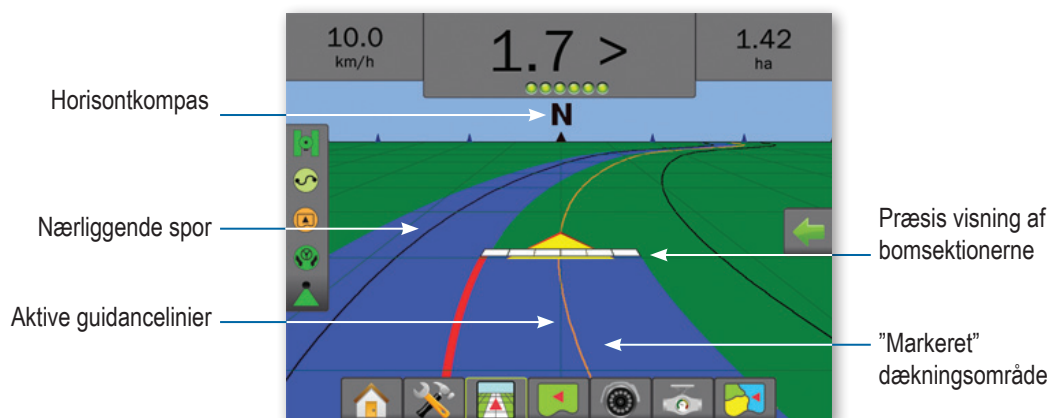 10.0
km/h
1.7 >
1.42
ha
Horisontkompas
N
Nærliggende spor
Præsis visning af
bomsektionerne
Aktive guidancelinier
"Markeret"
dækningsområde